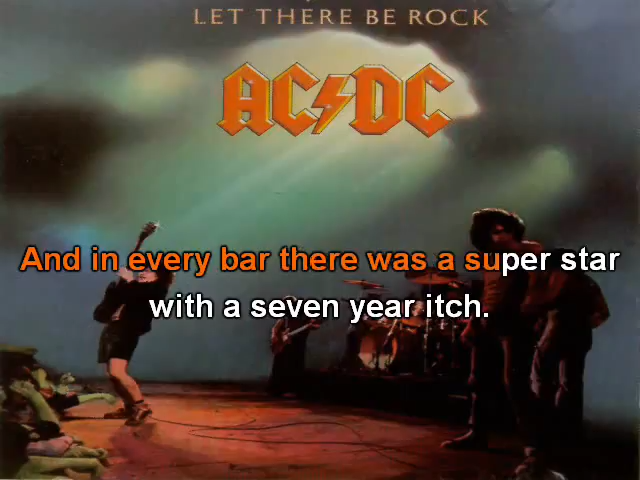 LET THERE BE ROCK
AC⚡DC
And in every bar there was a super star
with a seven year itch.